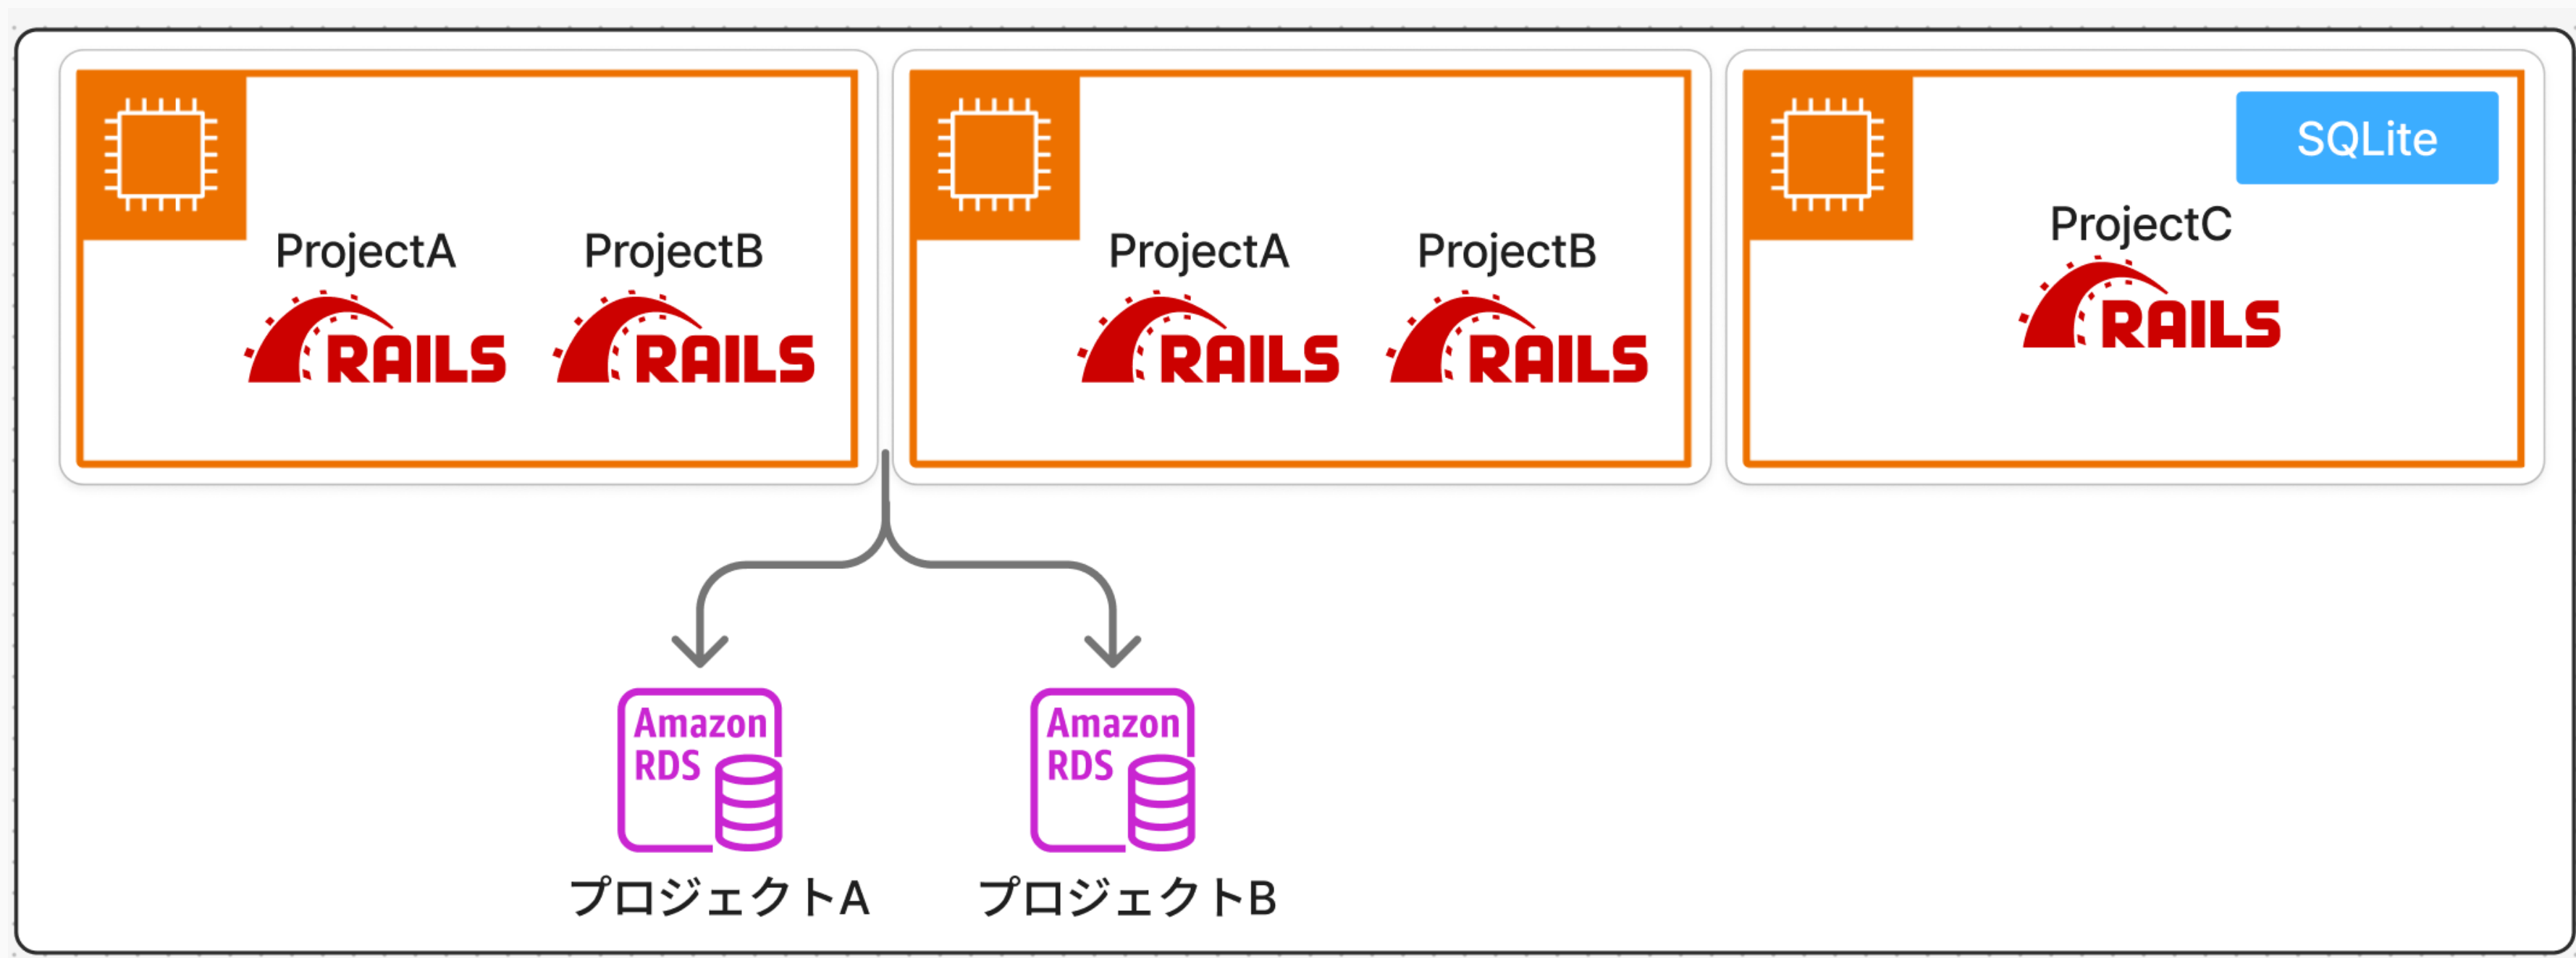 SQLite
ProjectA
ProjectB
ProjectA
ProjectB
ProjectC
RAILS
RAILS
RAILS
RAILS
RAILS
Amazon
RDS
Amazon
RDS
プロジェクトA
プロジェクトB